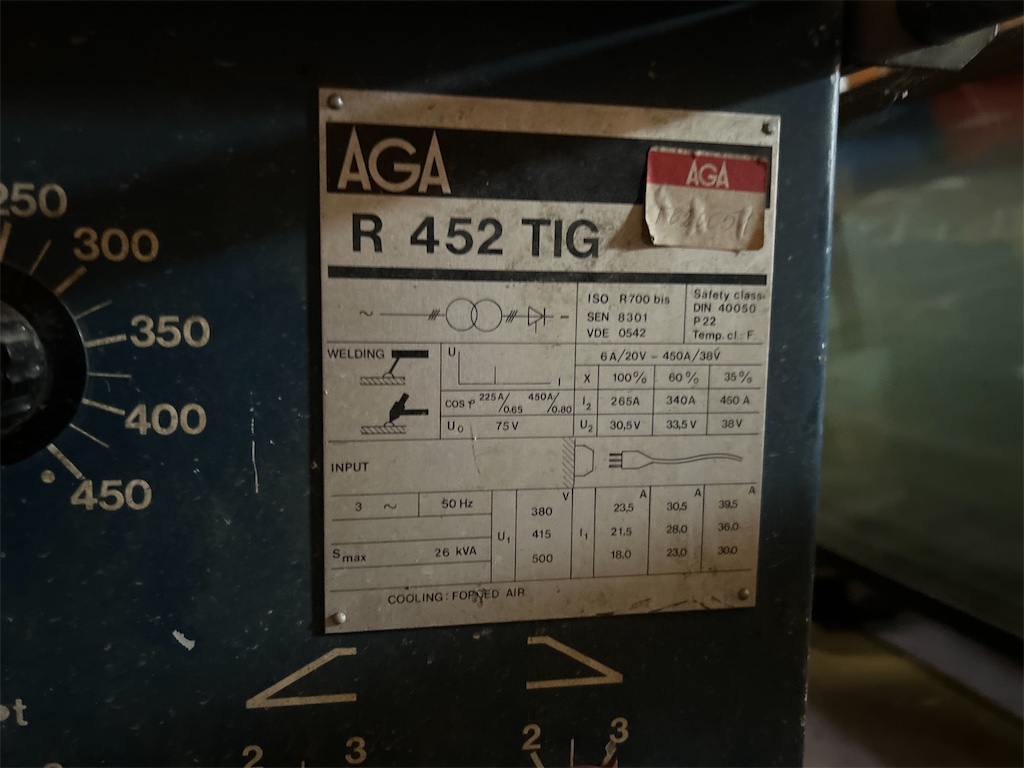 AGA
AGA
R 452 TIG
ISO R700 bis
SEN 8301
VDE 0542
Safety class:
DIN 40050
P 22
Temp. cl: F
~
WELDING
U
I
6A/20V - 450A/38V
X 100% 60% 35%
I2 265A 340A 450 A
U2 30,5V 33,5V 38V
COS φ 225A/0.65 450A/0.80
U0 75 V
INPUT
3 ~ 50 Hz
Smax 26 kVA
U1 V
380
415
500
I1 A A A
23,5 30,5 39,5
21,5 28,0 36,0
18,0 23,0 30,0
COOLING: FORCED AIR
250
300
350
400
450
2 3
2 3